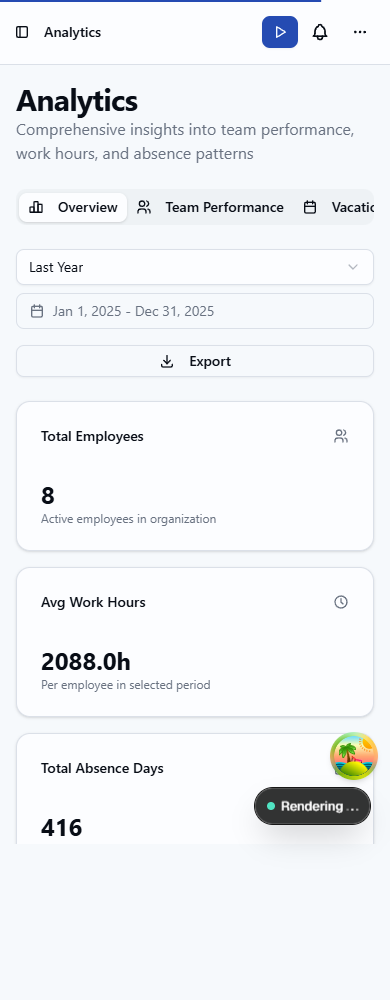 Analytics
Analytics
Comprehensive insights into team performance,
work hours, and absence patterns
Overview
Team Performance
Last Year
Jan 1, 2025 - Dec 31, 2025
Export
Total Employees
8
Active employees in organization
Avg Work Hours
2088.0h
Per employee in selected period
Total Absence Days
416
Rendering ...